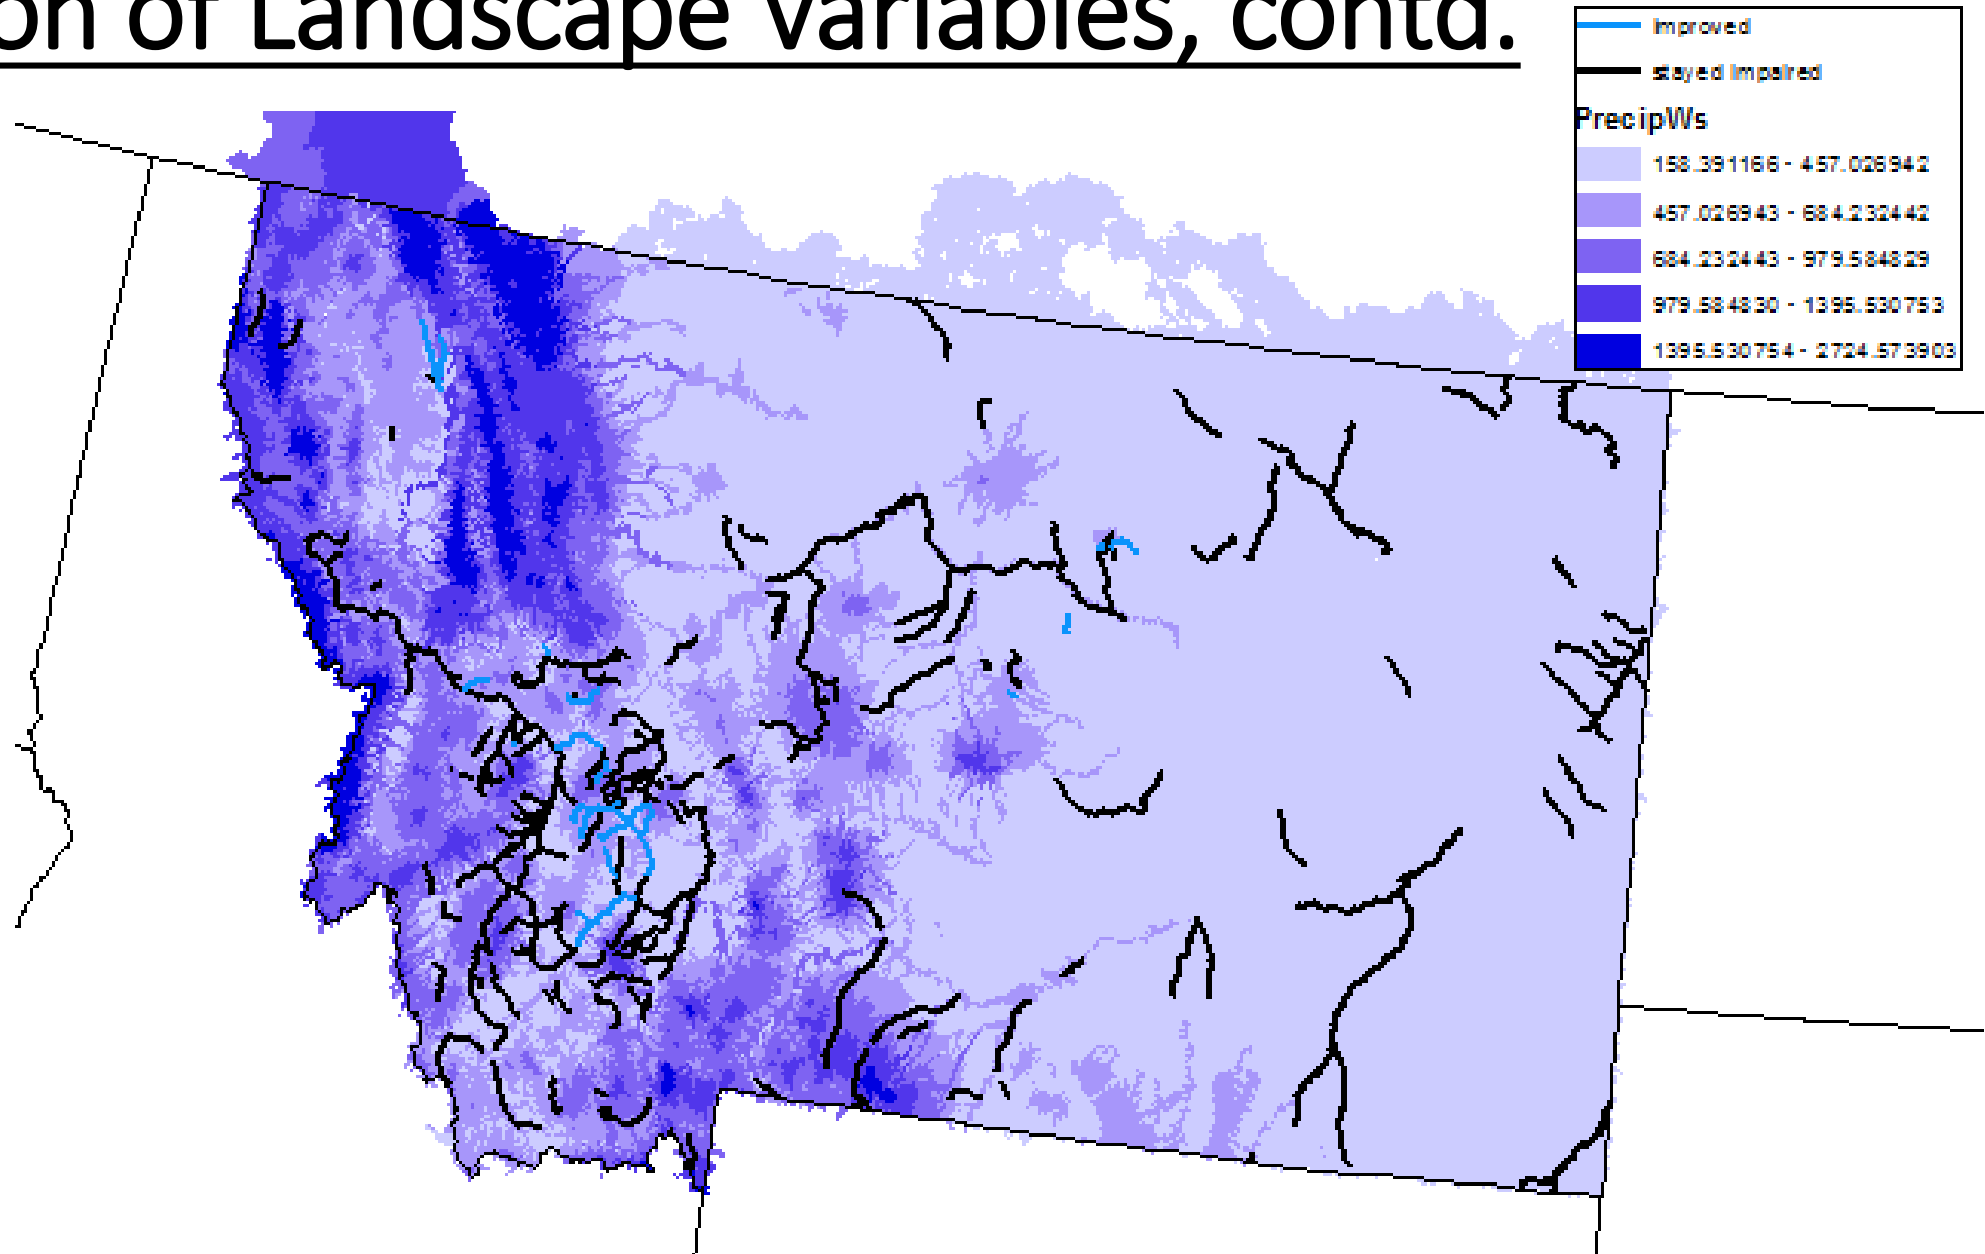 on of Landscape Variables, contd.
Improved
stayed Impaired
PrecipWs
158.391166 - 457.026942
457.026943 - 684.232442
684.232443 - 979.584829
979.584830 - 1395.530753
1395.530754 - 2724.573903